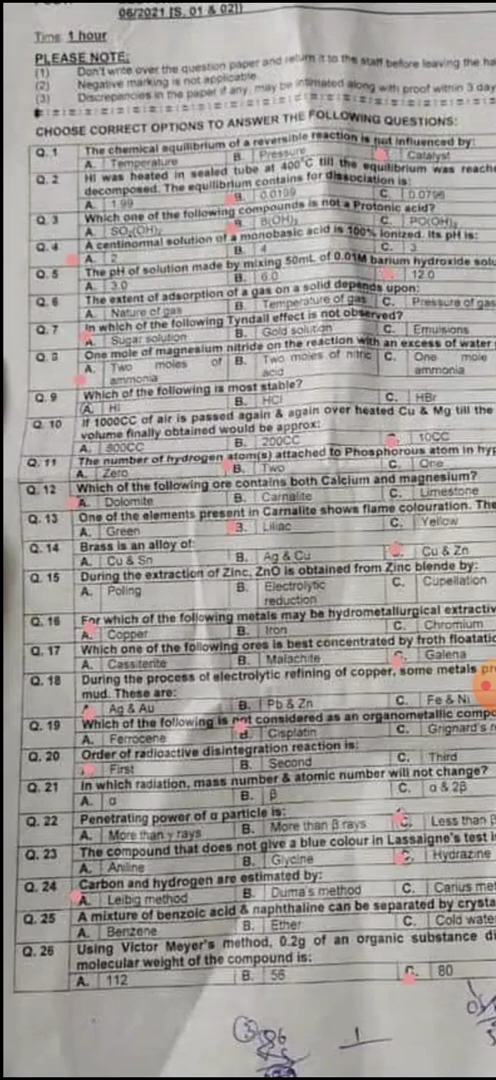 06/2021 [S. 01 & 02])
Time 1 hour
PLEASE NOTE:
(1) Don't write over the question paper and return it to the staff before leaving the ha
(2) Negative marking is not applicable
(3) Discrepancies in the paper if any, may be intimated along with proof within 3 day
CHOOSE CORRECT OPTIONS TO ANSWER THE FOLLOWING QUESTIONS:
Q. 1 The chemical equilibrium of a reversible reaction is not influenced by:
A. Temperature B. Pressure Catalyst
Q. 2 HI was heated in sealed tube at 400°C till the equilibrium was reache
decomposed. The equilibrium contains for dissociation is:
A. 1.99 B. 0.0199 C. 0.0796
Q. 3 Which one of the following compounds is not a Protonic acid?
A. SO₂(OH)₂ B. B(OH)₃ C. PO(OH)₃
Q. 4 A centinormal solution of a monobasic acid is 100% ionized. Its pH is:
A. 2 B. 4 C. 3
Q. 5 The pH of solution made by mixing 50mL of 0.01M barium hydroxide solu
A. 3.0 B. 6.0 12.0
Q. 6 The extent of adsorption of a gas on a solid depends upon:
A. Nature of gas B. Temperature of gas C. Pressure of gas
Q. 7 In which of the following Tyndall effect is not observed?
A. Sugar solution B. Gold solution C. Emulsions
Q. 8 One mole of magnesium nitride on the reaction with an excess of water
A. Two moles of B. Two moles of nitric C. One mole
ammonia acid ammonia
Q. 9 Which of the following is most stable?
A. HI B. HCl C. HBr
Q. 10 If 1000CC of air is passed again & again over heated Cu & Mg till the
volume finally obtained would be approx:
A. 800CC B. 200CC C. 10CC
Q. 11 The number of hydrogen atom(s) attached to Phosphorous atom in hyp
A. Zero B. Two C. One
Q. 12 Which of the following ore contains both Calcium and magnesium?
A. Dolomite B. Carnalite C. Limestone
Q. 13 One of the elements present in Carnalite shows flame colouration. The
A. Green B. Liliac C. Yellow
Q. 14 Brass is an alloy of:
A. Cu & Sn B. Ag & Cu C. Cu & Zn
Q. 15 During the extraction of Zinc, ZnO is obtained from Zinc blende by:
A. Poling B. Electrolytic C. Cupellation
reduction
Q. 16 For which of the following metals may be hydrometallurgical extractiv
A. Copper B. Iron C. Chromium
Q. 17 Which one of the following ores is best concentrated by froth floatatio
A. Cassiterite B. Malachite C. Galena
Q. 18 During the process of electrolytic refining of copper, some metals pre
mud. These are:
A. Ag & Au B. Pb & Zn C. Fe & Ni
Q. 19 Which of the following is not considered as an organometallic compo
A. Ferrocene B. Cisplatin C. Grignard's r
Q. 20 Order of radioactive disintegration reaction is:
First B. Second C. Third
Q. 21 In which radiation, mass number & atomic number will not change?
A. α B. β C. α & 2β
Q. 22 Penetrating power of α particle is:
A. More than γ rays B. More than β rays C. Less than β
Q. 23 The compound that does not give a blue colour in Lassaigne's test i
A. Aniline B. Glycine C. Hydrazine
Q. 24 Carbon and hydrogen are estimated by:
A. Leibig method B. Duma's method C. Carius met
Q. 25 A mixture of benzoic acid & naphthaline can be separated by crysta
A. Benzene B. Ether C. Cold wate
Q. 26 Using Victor Meyer's method, 0.2g of an organic substance di
molecular weight of the compound is:
A. 112 B. 56 C. 80